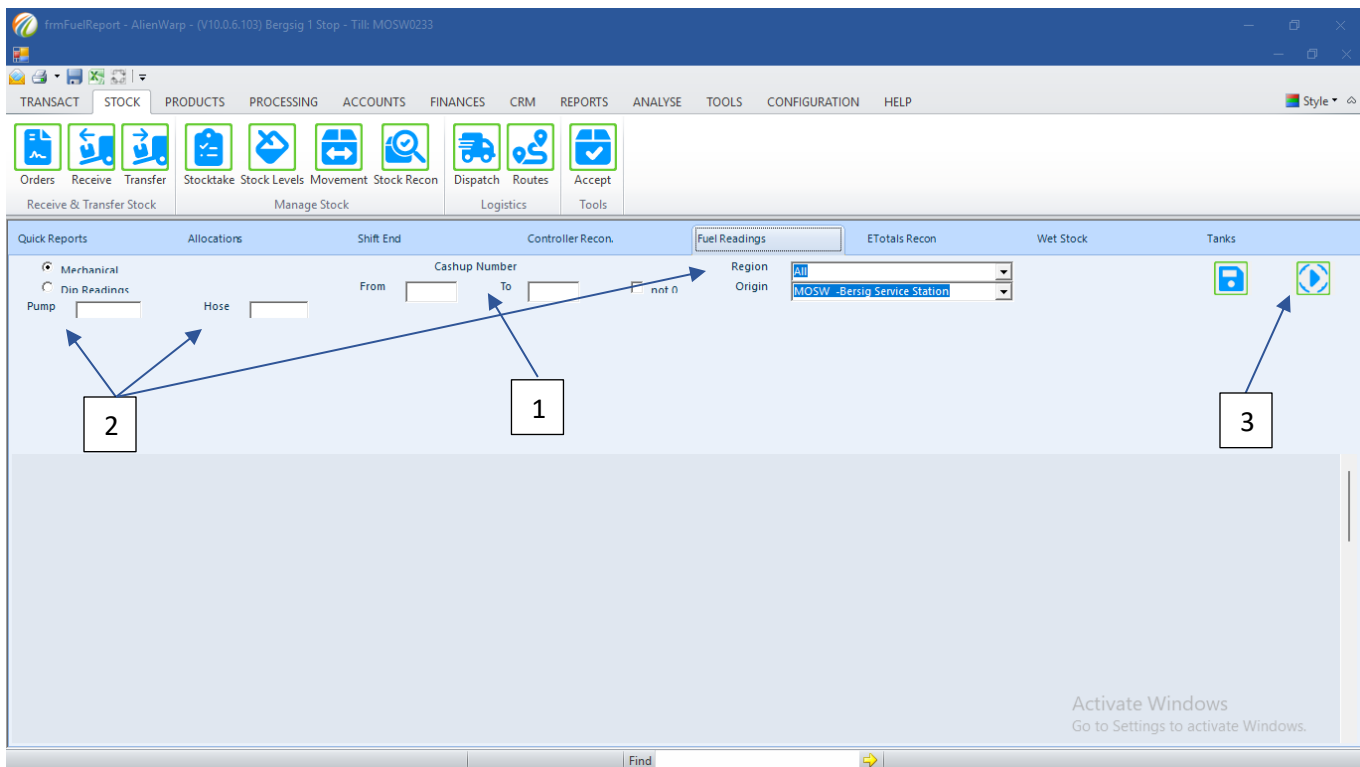 frmFuelReport - AlienWarp - (V10.0.6.103) Bergsig 1 Stop - Till: MOSW0233
TRANSACT STOCK PRODUCTS PROCESSING ACCOUNTS FINANCES CRM REPORTS ANALYSE TOOLS CONFIGURATION HELP Style
Orders Receive Transfer Stocktake Stock Levels Movement Stock Recon Dispatch Routes Accept
Receive & Transfer Stock Manage Stock Logistics Tools
Quick Reports Allocations Shift End Controller Recon. Fuel Readings ETotals Recon Wet Stock Tanks
Mechanical Cashup Number Region All
Dip Readings From To not 0 Origin MOSW -Bersig Service Station
Pump Hose
1
2
3
Activate Windows
Go to Settings to activate Windows.
Find